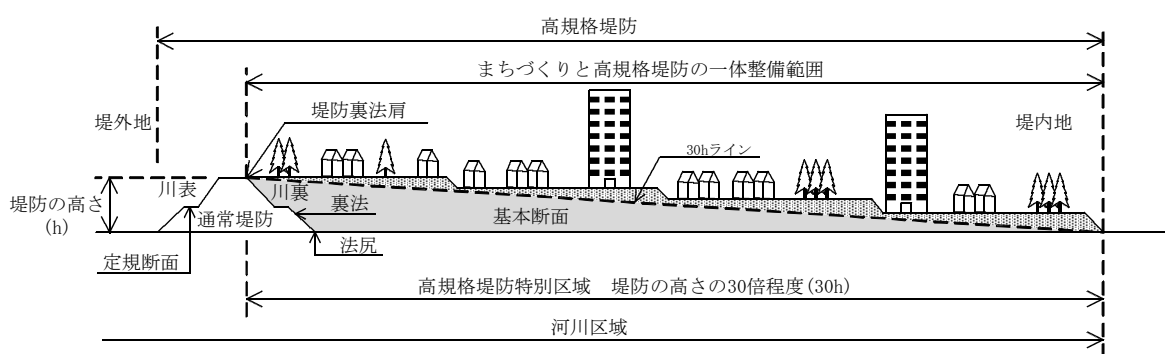 高規格堤防
まちづくりと高規格堤防の一体整備範囲
堤防裏法肩
堤外地
堤内地
30hライン
川表
川裏
堤防の高さ
(h)
通常堤防
裏法
基本断面
定規断面
法尻
高規格堤防特別区域 堤防の高さの30倍程度(30h)
河川区域